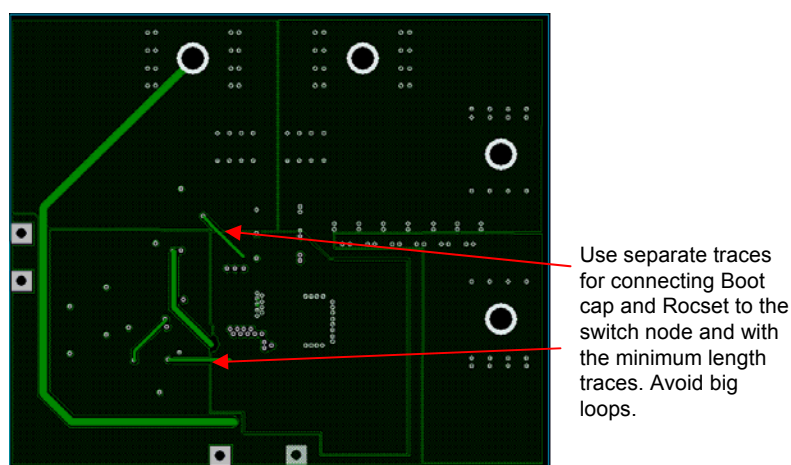 Use separate traces
for connecting Boot
cap and Rocset to the
switch node and with
the minimum length
traces. Avoid big
loops.